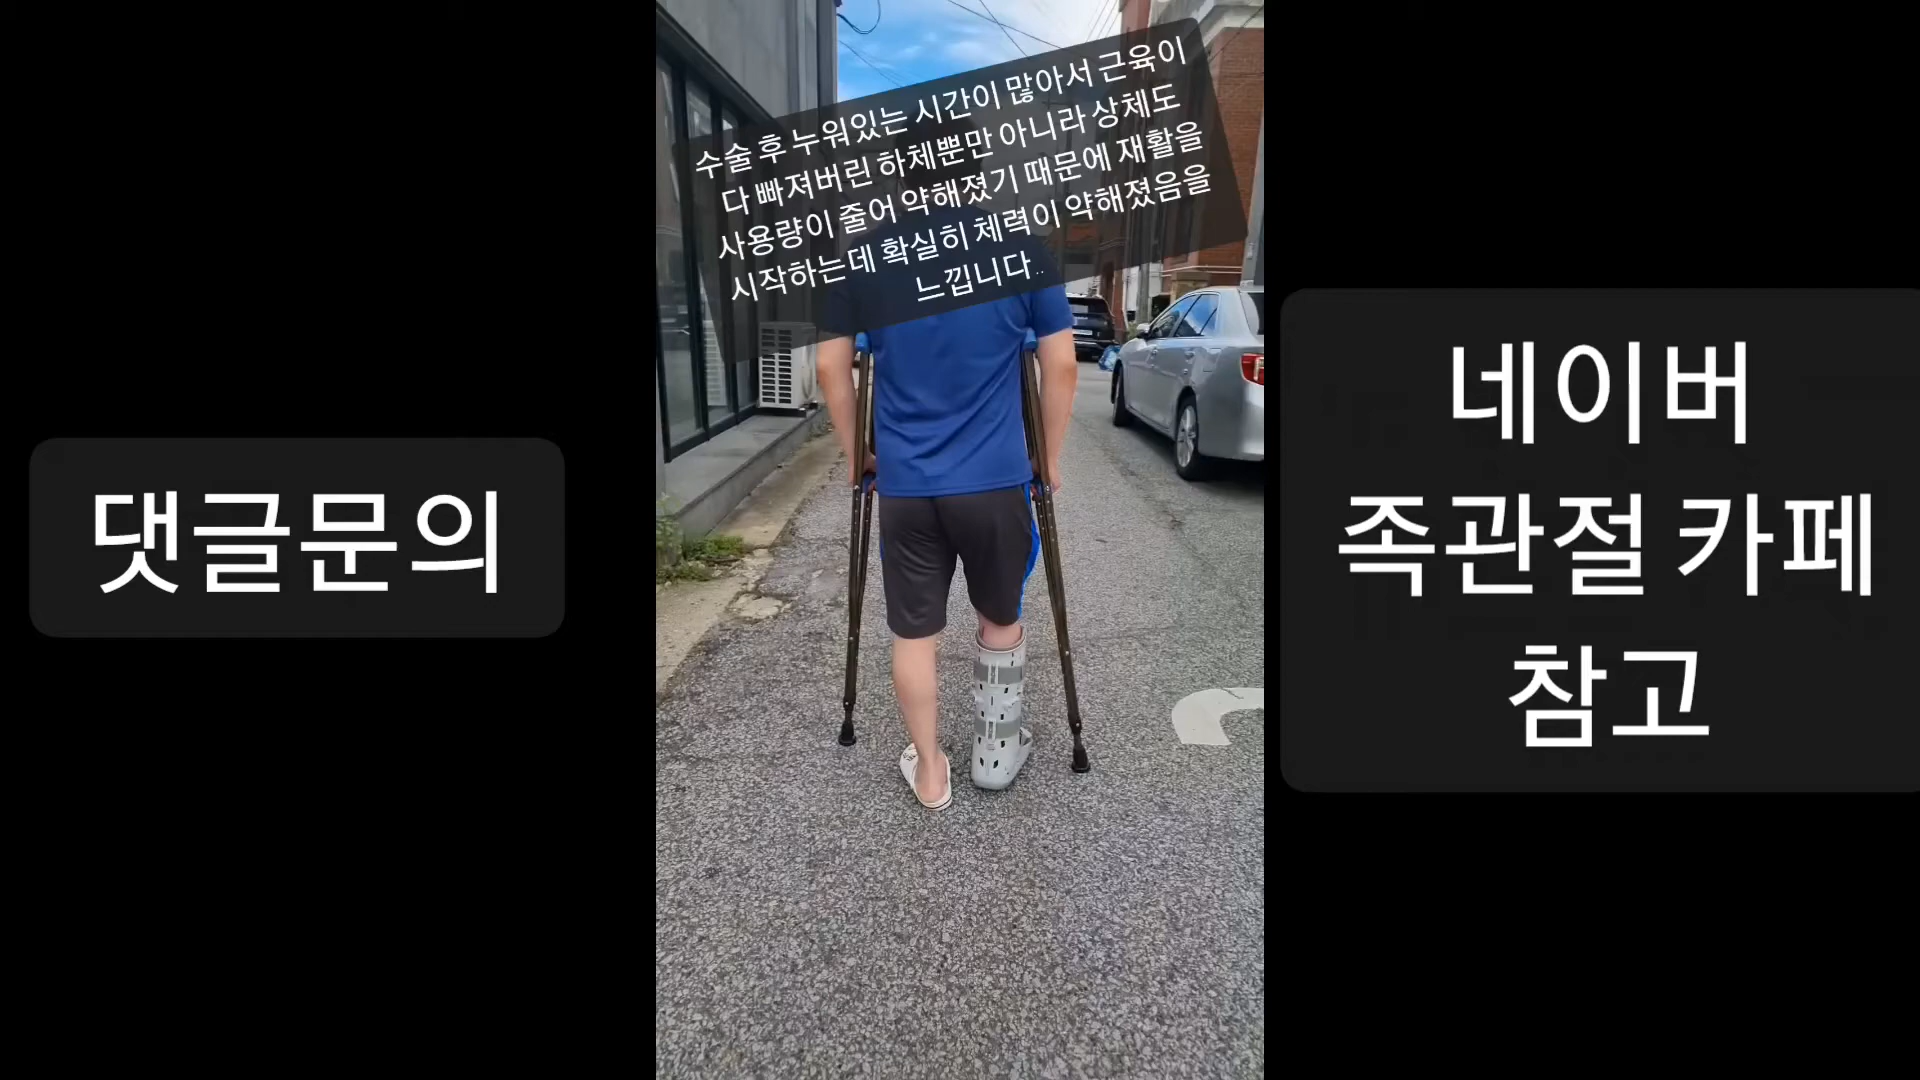 수술 후 누워있는 시간이 많아서 근육이
다 빠져버린 하체뿐만 아니라 상체도
사용량이 줄어 약해졌기 때문에 재활을
시작하는데 확실히 체력이 약해졌음을
느낍니다..
댓글문의
네이버
족관절 카페
참고